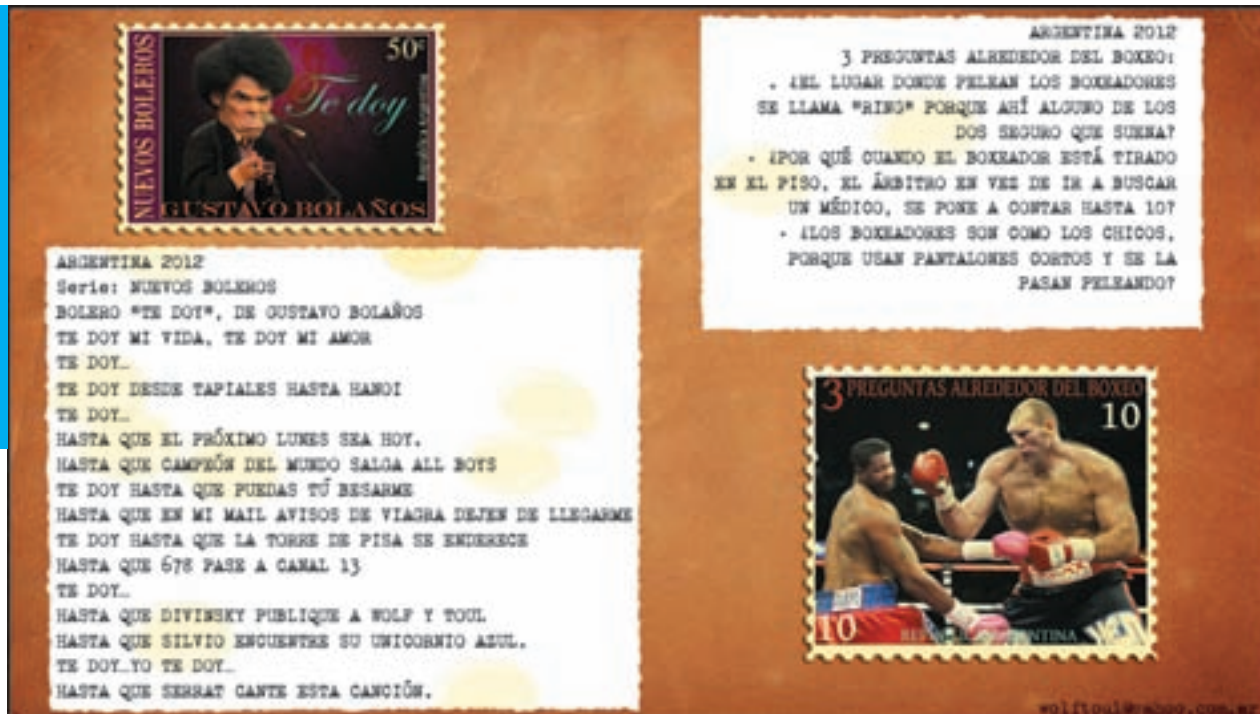 NUEVOS BOLEROS
50c
Te doy
GUSTAVO BOLAÑOS
ARGENTINA 2012
Serie: NUEVOS BOLEROS
BOLERO "TE DOY", DE GUSTAVO BOLAÑOS
TE DOY MI VIDA, TE DOY MI AMOR
TE DOY…
TE DOY DESDE TAPIALES HASTA HANOI
TE DOY…
HASTA QUE EL PRÓXIMO LUNES SEA HOY.
HASTA QUE CAMPEÓN DEL MUNDO SALGA ALL BOYS
TE DOY HASTA QUE PUEDAS TÚ BESARME
HASTA QUE EN MI MAIL AVISOS DE VIAGRA DEJEN DE LLEGARME
TE DOY HASTA QUE LA TORRE DE PISA SE ENDERECE
HASTA QUE 678 PASE A CANAL 13
TE DOY…
HASTA QUE DIVINSKY PUBLIQUE A WOLF Y TOUL
HASTA QUE SILVIO ENCUENTRE SU UNICORNIO AZUL.
TE DOY…YO TE DOY…
HASTA QUE SERRAT CANTE ESTA CANCIÓN.
ARGENTINA 2012
3 PREGUNTAS ALREDEDOR DEL BOXEO:
. ¿EL LUGAR DONDE PELEAN LOS BOXEADORES
SE LLAMA "RING" PORQUE AHÍ ALGUNO DE LOS
DOS SEGURO QUE SUENA?
· ¿POR QUÉ CUANDO EL BOXEADOR ESTÁ TIRADO
EN EL PISO, EL ÁRBITRO EN VEZ DE IR A BUSCAR
UN MÉDICO, SE PONE A CONTAR HASTA 10?
· ¿LOS BOXEADORES SON COMO LOS CHICOS,
PORQUE USAN PANTALONES CORTOS Y SE LA
PASAN PELEANDO?
3 PREGUNTAS ALREDEDOR DEL BOXEO
10
10
REPÚBLICA ARGENTINA
wolftoul@yahoo.com.ar